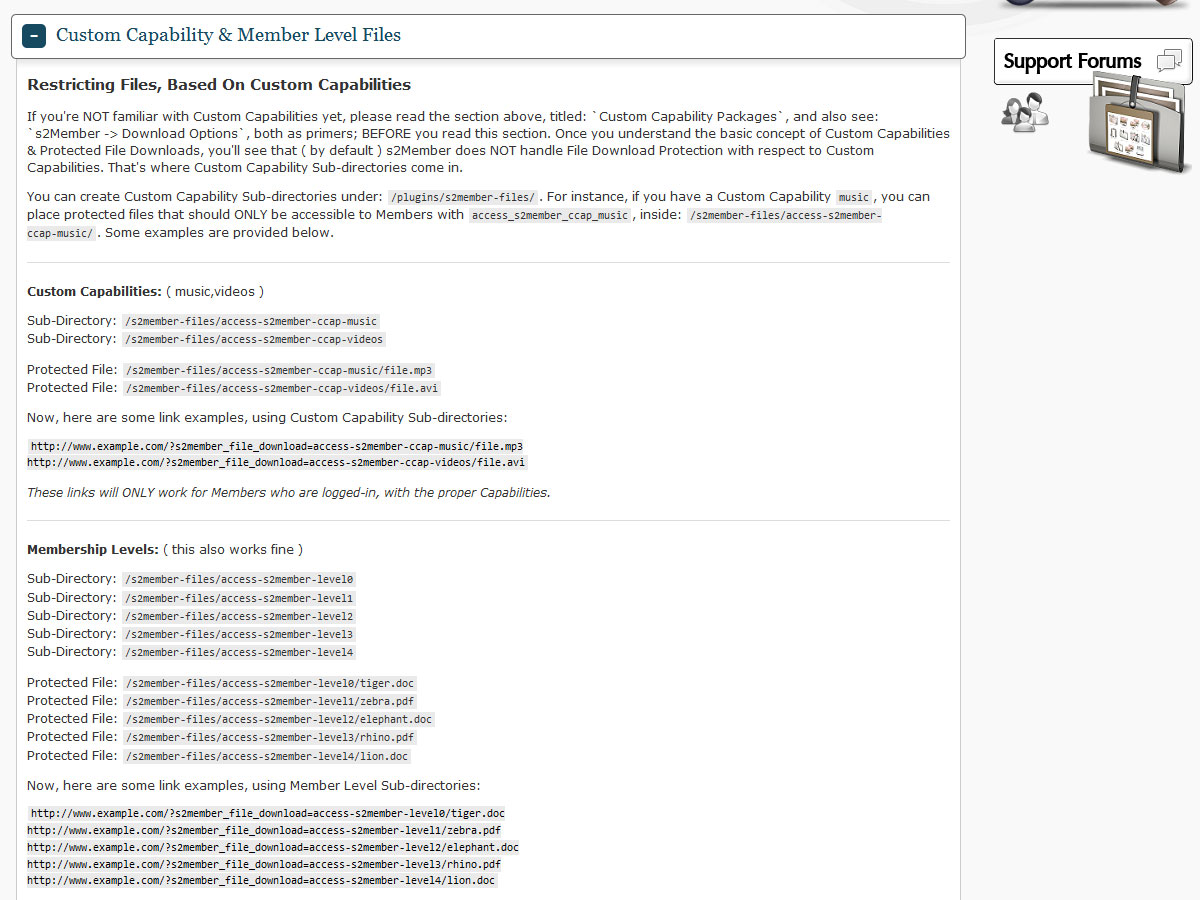 Custom Capability & Member Level Files
Support Forums
Restricting Files, Based On Custom Capabilities
If you're NOT familiar with Custom Capabilities yet, please read the section above, titled: `Custom Capability Packages`, and also see:
`s2Member -> Download Options`, both as primers; BEFORE you read this section. Once you understand the basic concept of Custom Capabilities
& Protected File Downloads, you'll see that ( by default ) s2Member does NOT handle File Download Protection with respect to Custom
Capabilities. That's where Custom Capability Sub-directories come in.
You can create Custom Capability Sub-directories under: /plugins/s2member-files/ . For instance, if you have a Custom Capability music , you can
place protected files that should ONLY be accessible to Members with access_s2member_ccap_music , inside: /s2member-files/access-s2member-
ccap-music/ . Some examples are provided below.
Custom Capabilities: ( music,videos )
Sub-Directory: /s2member-files/access-s2member-ccap-music
Sub-Directory: /s2member-files/access-s2member-ccap-videos
Protected File: /s2member-files/access-s2member-ccap-music/file.mp3
Protected File: /s2member-files/access-s2member-ccap-videos/file.avi
Now, here are some link examples, using Custom Capability Sub-directories:
http://www.example.com/?s2member_file_download=access-s2member-ccap-music/file.mp3
http://www.example.com/?s2member_file_download=access-s2member-ccap-videos/file.avi
These links will ONLY work for Members who are logged-in, with the proper Capabilities.
Membership Levels: ( this also works fine )
Sub-Directory: /s2member-files/access-s2member-level0
Sub-Directory: /s2member-files/access-s2member-level1
Sub-Directory: /s2member-files/access-s2member-level2
Sub-Directory: /s2member-files/access-s2member-level3
Sub-Directory: /s2member-files/access-s2member-level4
Protected File: /s2member-files/access-s2member-level0/tiger.doc
Protected File: /s2member-files/access-s2member-level1/zebra.pdf
Protected File: /s2member-files/access-s2member-level2/elephant.doc
Protected File: /s2member-files/access-s2member-level3/rhino.pdf
Protected File: /s2member-files/access-s2member-level4/lion.doc
Now, here are some link examples, using Member Level Sub-directories:
http://www.example.com/?s2member_file_download=access-s2member-level0/tiger.doc
http://www.example.com/?s2member_file_download=access-s2member-level1/zebra.pdf
http://www.example.com/?s2member_file_download=access-s2member-level2/elephant.doc
http://www.example.com/?s2member_file_download=access-s2member-level3/rhino.pdf
http://www.example.com/?s2member_file_download=access-s2member-level4/lion.doc